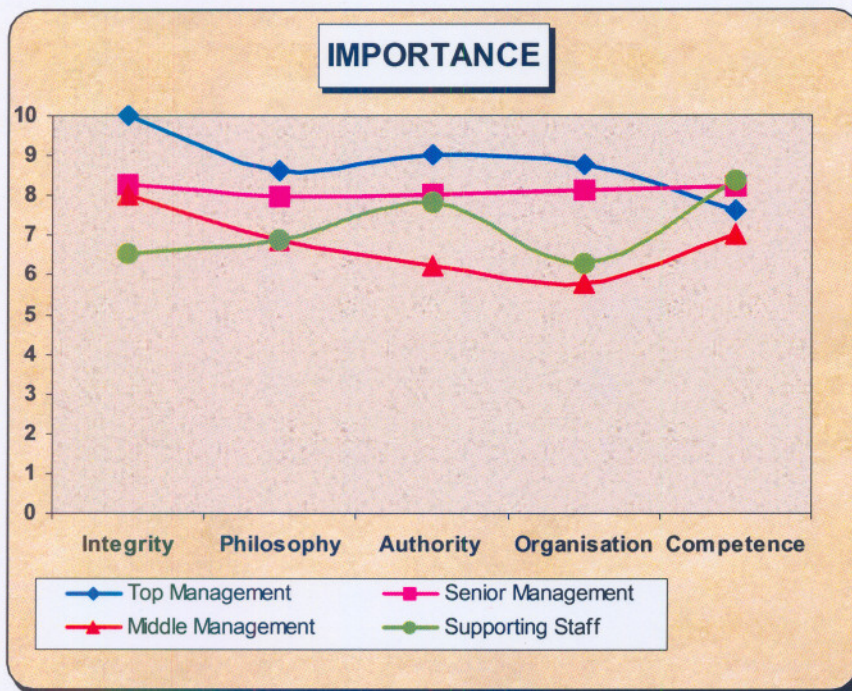 IMPORTANCE
10
9
8
7
6
5
4
3
2
1
0
Integrity Philosophy Authority Organisation Competence
Top Management Senior Management
Middle Management Supporting Staff